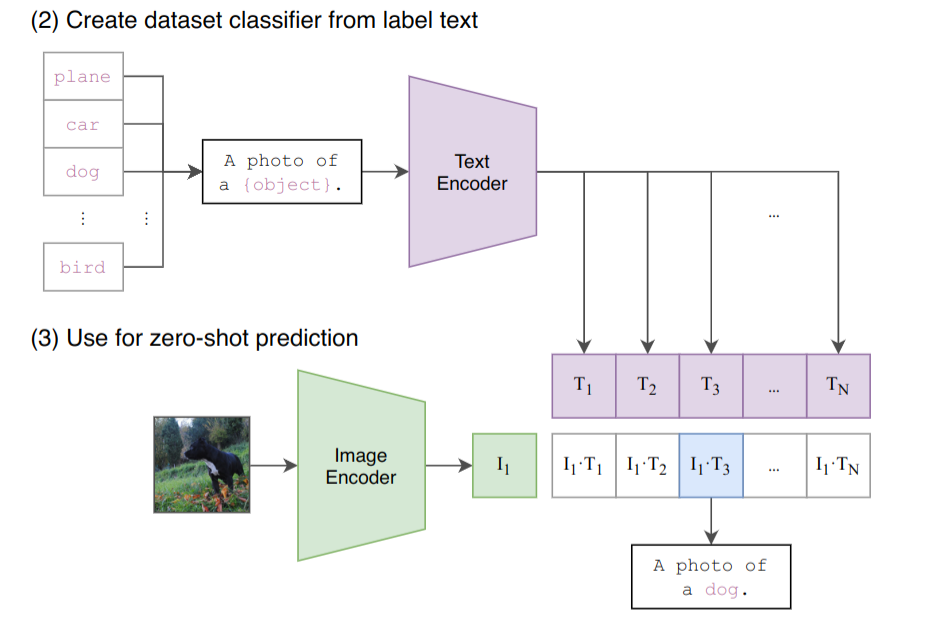 (2) Create dataset classifier from label text
plane
car
dog
⋮ ⋮
bird
A photo of
a {object}.
Text
Encoder
...
(3) Use for zero-shot prediction
Image
Encoder
I₁
T₁ T₂ T₃ ... T_N
I₁·T₁ I₁·T₂ I₁·T₃ ... I₁·T_N
A photo of
a dog.